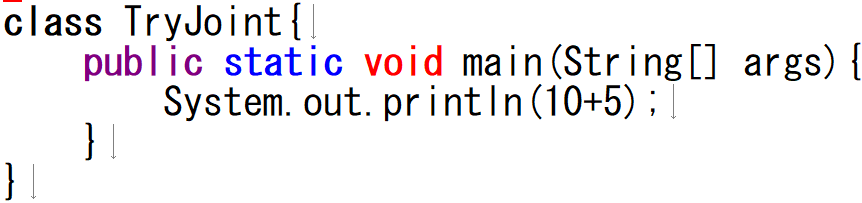 class TryJoint{↓
    public static void main(String[] args){
        System.out.println(10+5);↓
    }↓
}↓